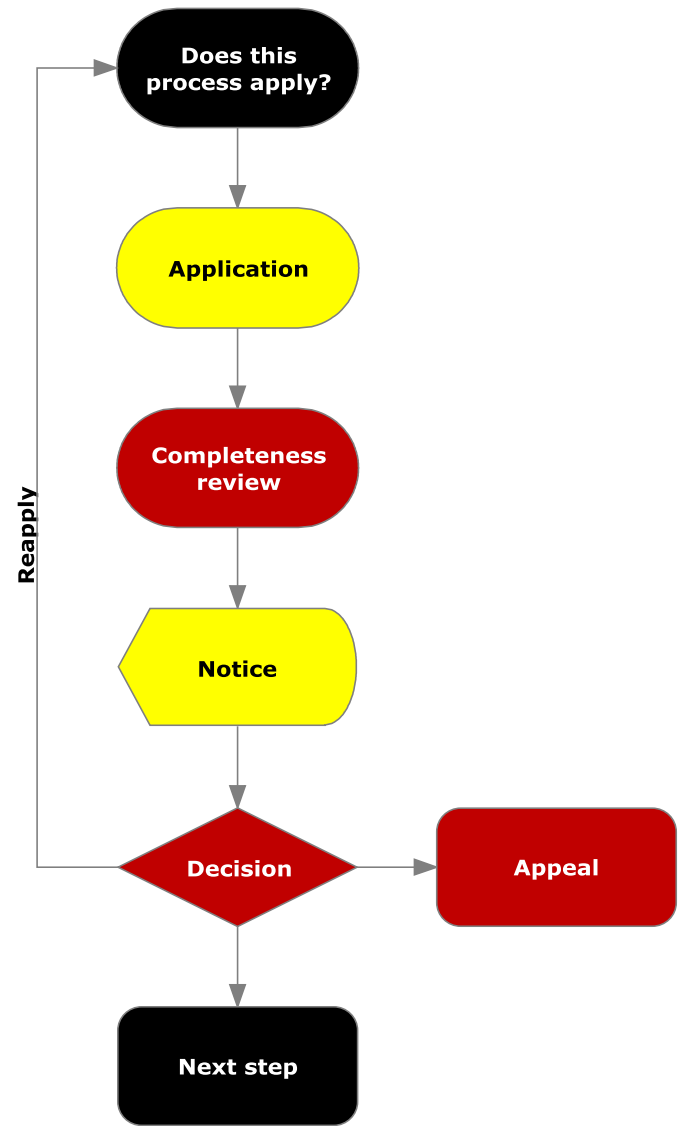 Does this
process apply?
Application
Completeness
review
Reapply
Notice
Decision
Appeal
Next step